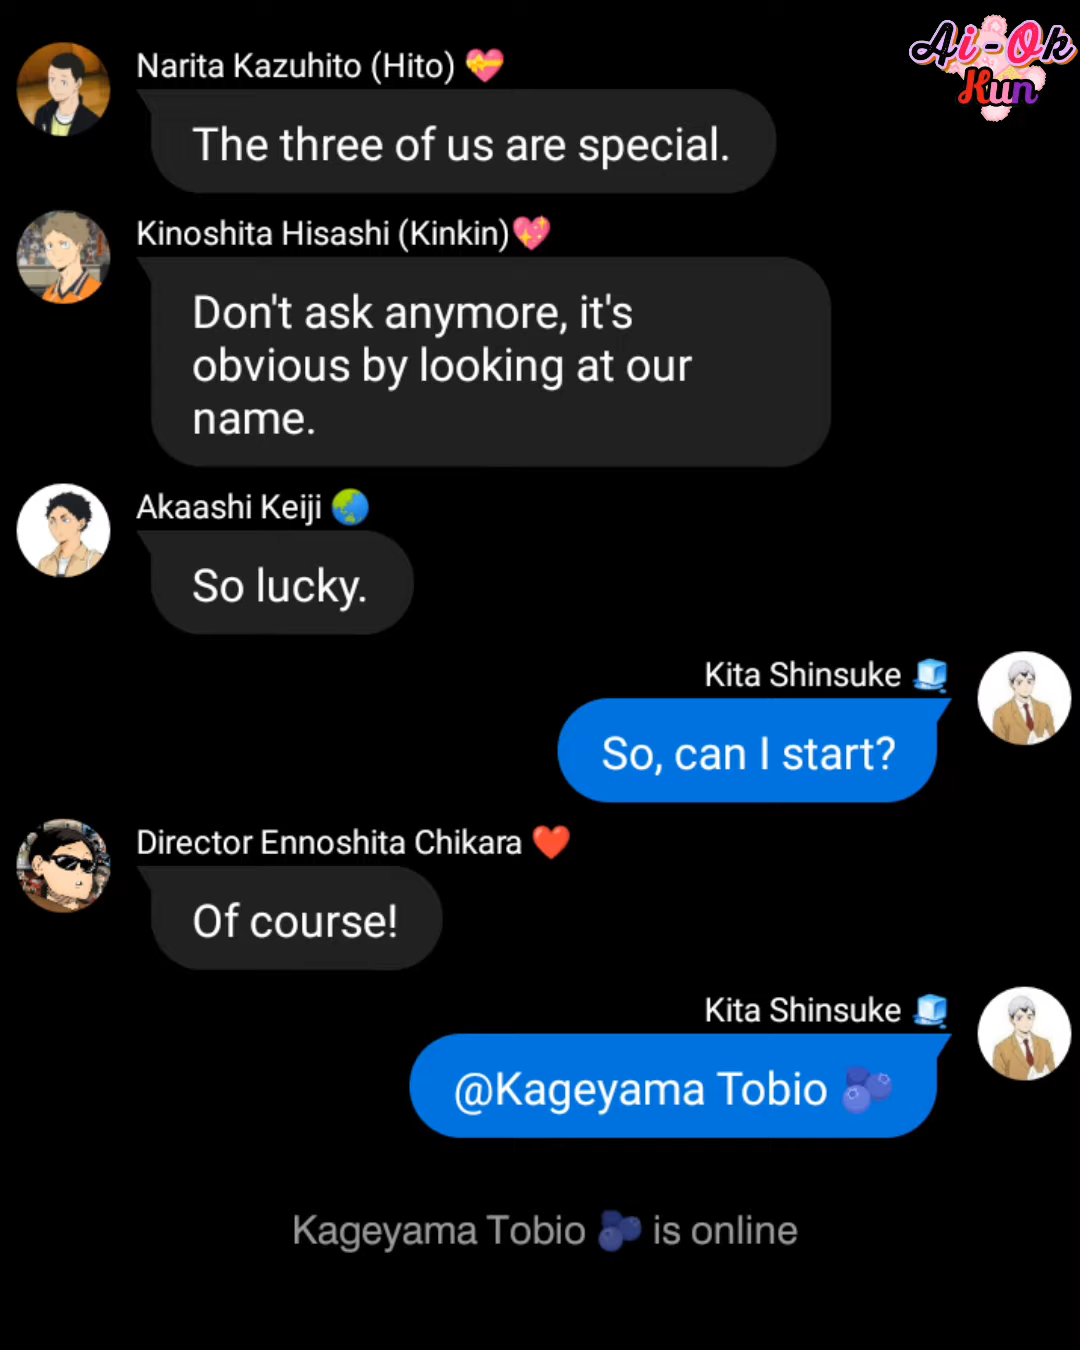 Ai-Ok
Kun
Narita Kazuhito (Hito) 💝
The three of us are special.
Kinoshita Hisashi (Kinkin)💖
Don't ask anymore, it's
obvious by looking at our
name.
Akaashi Keiji 🌏
So lucky.
Kita Shinsuke 🧊
So, can I start?
Director Ennoshita Chikara ❤️
Of course!
Kita Shinsuke 🧊
@Kageyama Tobio 🫐
Kageyama Tobio 🫐 is online